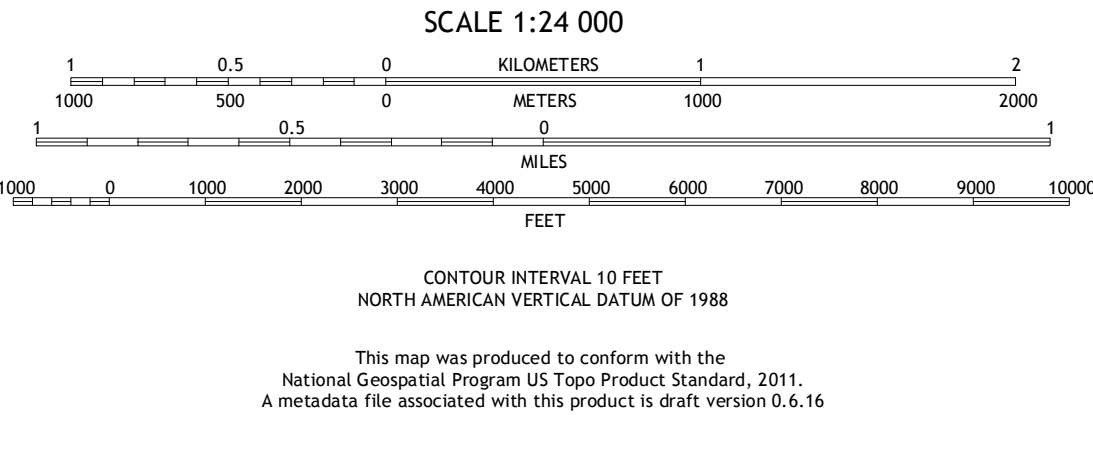 SCALE 1:24 000
1 0.5 0 KILOMETERS 1 2
1000 500 0 METERS 1000 2000
1 0.5 0 1
MILES
1000 0 1000 2000 3000 4000 5000 6000 7000 8000 9000 10000
FEET
CONTOUR INTERVAL 10 FEET
NORTH AMERICAN VERTICAL DATUM OF 1988
This map was produced to conform with the
National Geospatial Program US Topo Product Standard, 2011.
A metadata file associated with this product is draft version 0.6.16